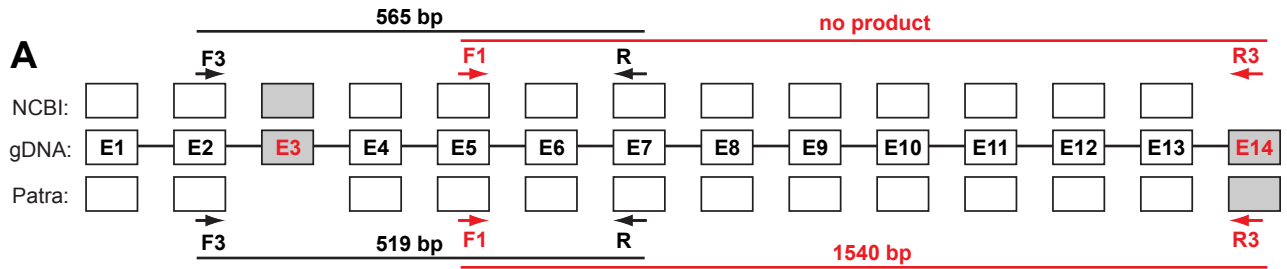 565 bp
no product
A
F3
F1
R
R3
NCBI:
gDNA: E1 E2 E3 E4 E5 E6 E7 E8 E9 E10 E11 E12 E13 E14
Patra:
F3
F1
R
R3
519 bp
1540 bp